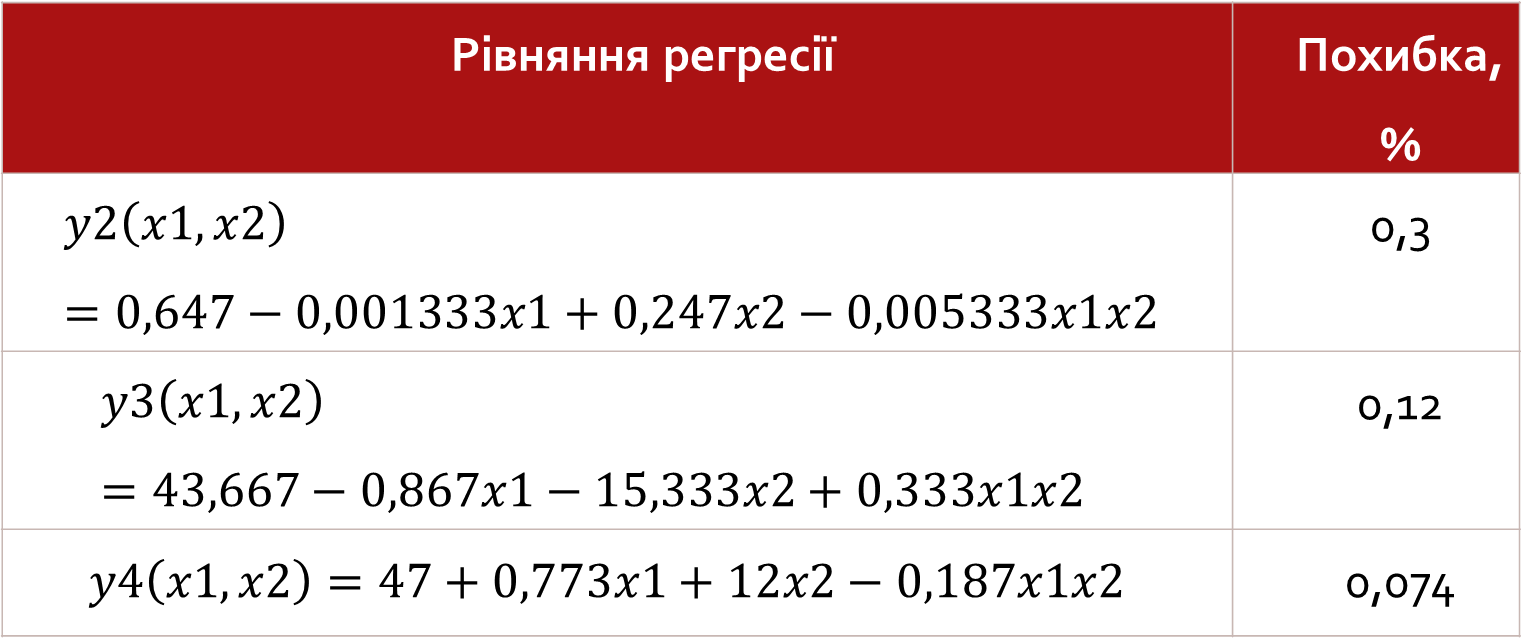 Рівняння регресії
Похибка,
%
y2(x1, x2)
= 0,647 − 0,001333x1 + 0,247x2 − 0,005333x1x2
0,3
y3(x1, x2)
= 43,667 − 0,867x1 − 15,333x2 + 0,333x1x2
0,12
y4(x1, x2) = 47 + 0,773x1 + 12x2 − 0,187x1x2
0,074